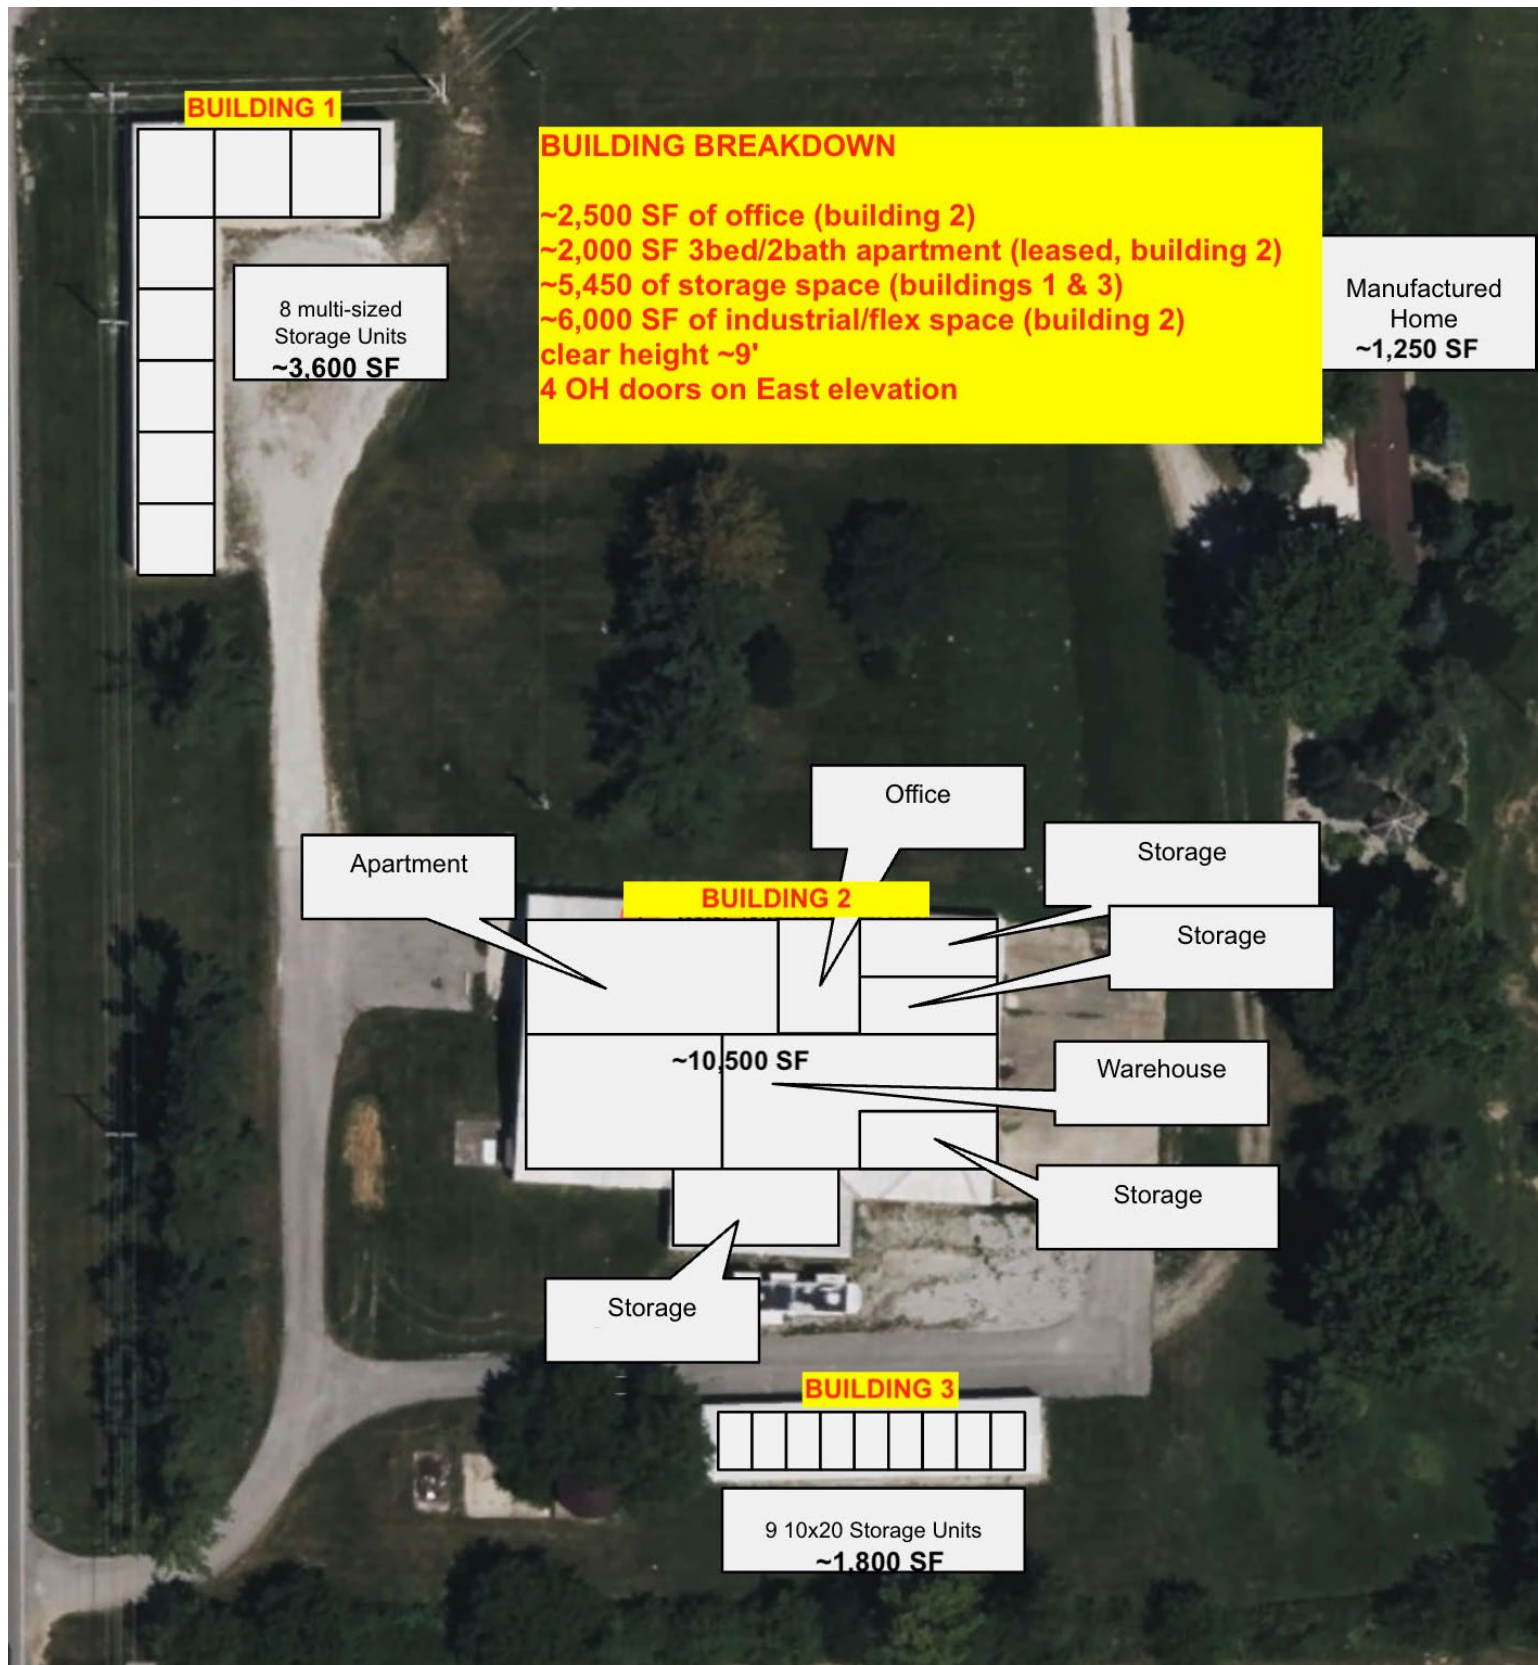 BUILDING 1
BUILDING BREAKDOWN
~2,500 SF of office (building 2)
~2,000 SF 3bed/2bath apartment (leased, building 2)
~5,450 of storage space (buildings 1 & 3)
~6,000 SF of industrial/flex space (building 2)
clear height ~9'
4 OH doors on East elevation
8 multi-sized
Storage Units
~3,600 SF
Manufactured
Home
~1,250 SF
Office
Apartment
Storage
BUILDING 2
Storage
~10,500 SF
Warehouse
Storage
Storage
BUILDING 3
9 10x20 Storage Units
~1,800 SF